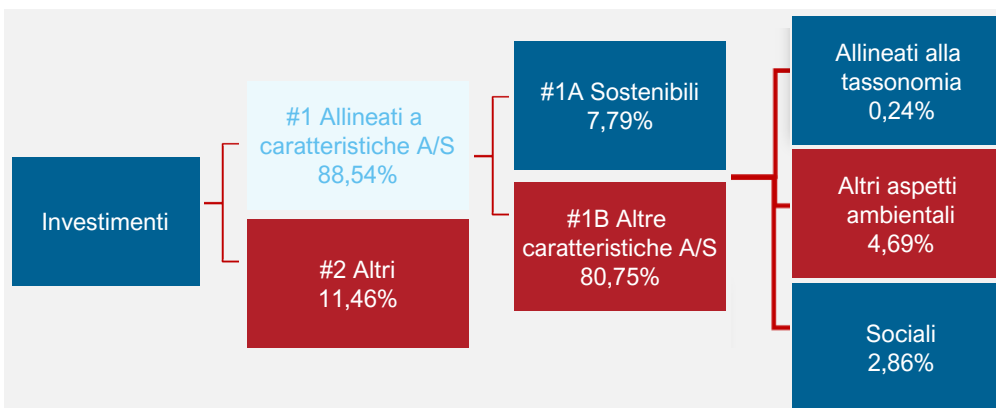 Investimenti
#1 Allineati a
caratteristiche A/S
88,54%
#2 Altri
11,46%
#1A Sostenibili
7,79%
#1B Altre
caratteristiche A/S
80,75%
Allineati alla
tassonomia
0,24%
Altri aspetti
ambientali
4,69%
Sociali
2,86%